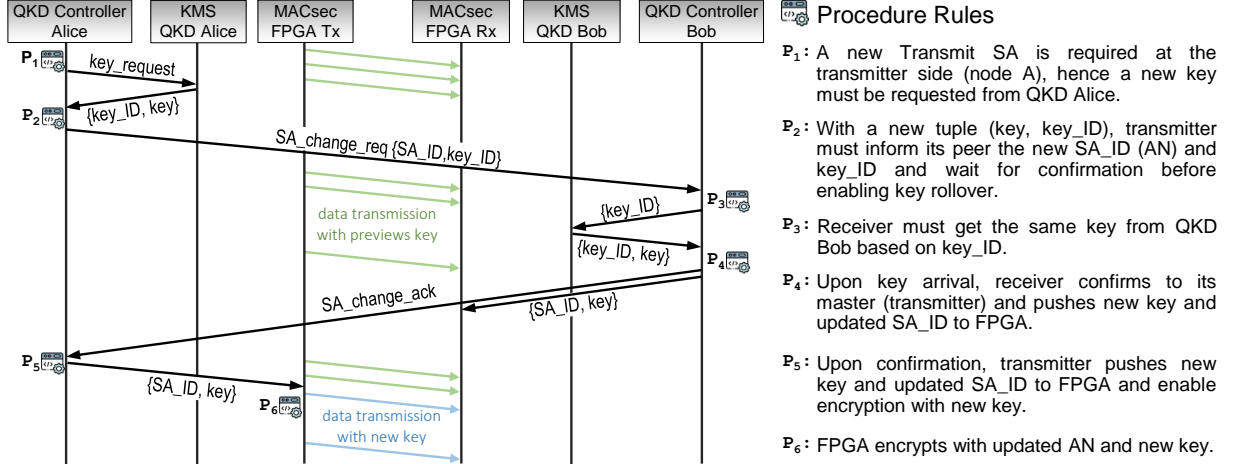 QKD Controller
Alice
KMS
QKD Alice
MACsec
FPGA Tx
MACsec
FPGA Rx
KMS
QKD Bob
QKD Controller
Bob
P1
key_request
{key_ID, key}
P2
SA_change_req {SA_ID,key_ID}
data transmission
with previews key
{key_ID}
P3
{key_ID, key}
P4
SA_change_ack
{SA_ID, key}
P5
{SA_ID, key}
P6
data transmission
with new key
Procedure Rules
P1: A new Transmit SA is required at the
transmitter side (node A), hence a new key
must be requested from QKD Alice.
P2: With a new tuple (key, key_ID), transmitter
must inform its peer the new SA_ID (AN) and
key_ID and wait for confirmation before
enabling key rollover.
P3: Receiver must get the same key from QKD
Bob based on key_ID.
P4: Upon key arrival, receiver confirms to its
master (transmitter) and pushes new key and
updated SA_ID to FPGA.
P5: Upon confirmation, transmitter pushes new
key and updated SA_ID to FPGA and enable
encryption with new key.
P6: FPGA encrypts with updated AN and new key.